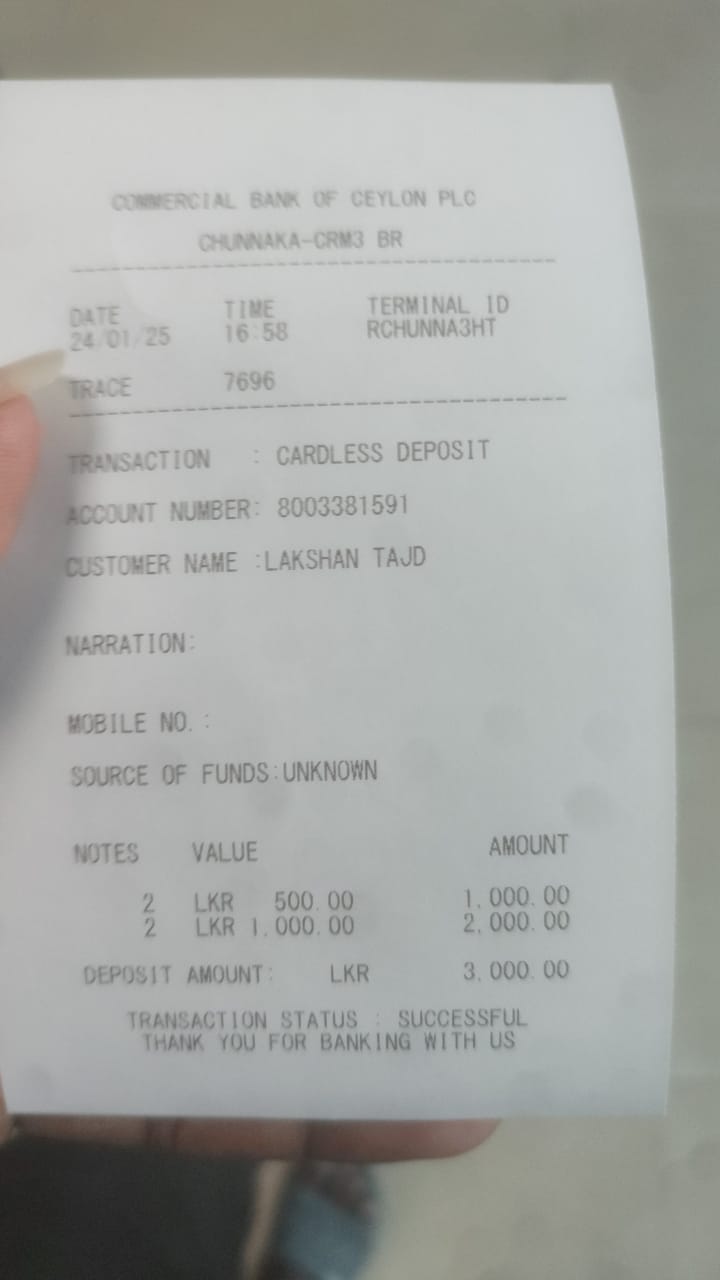 COMMERCIAL BANK OF CEYLON PLC
CHUNNAKA-CRM3 BR
--------------------------------------------------
DATE TIME TERMINAL ID
24/01/25 16:58 RCHUNNA3HT
TRACE 7696
--------------------------------------------------
TRANSACTION : CARDLESS DEPOSIT
ACCOUNT NUMBER: 8003381591
CUSTOMER NAME :LAKSHAN TAJD
NARRATION:
MOBILE NO. :
SOURCE OF FUNDS:UNKNOWN
NOTES VALUE AMOUNT
2 LKR 500.00 1,000.00
2 LKR 1,000.00 2,000.00
DEPOSIT AMOUNT: LKR 3,000.00
TRANSACTION STATUS : SUCCESSFUL
THANK YOU FOR BANKING WITH US